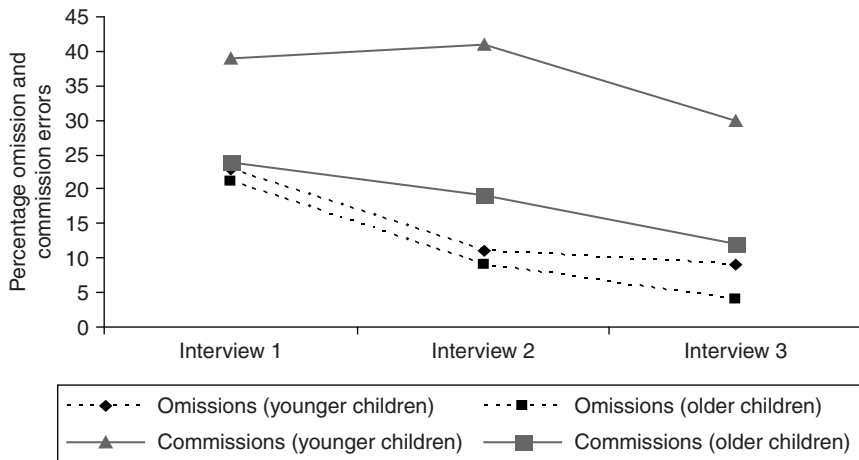 Percentage omission and
commission errors
45
40
35
30
25
20
15
10
5
0
Interview 1 Interview 2 Interview 3
Omissions (younger children) Omissions (older children)
Commissions (younger children) Commissions (older children)